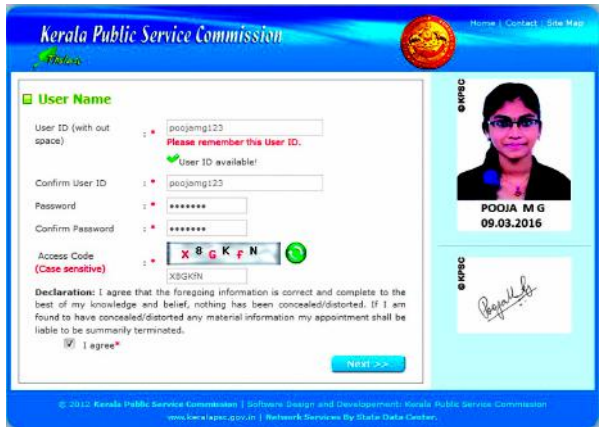 Home | Contact | Site Map
Kerala Public Service Commission
User Name
User ID (with out space) : * poojamg123
Please remember this User ID.
User ID available!
Confirm User ID : * poojamg123
Password : * •••••••
Confirm Password : * •••••••
Access Code : * X 8 G K f N
(Case sensitive)
X8GKfN
Declaration: I agree that the foregoing information is correct and complete to the
best of my knowledge and belief, nothing has been concealed/distorted. If I am
found to have concealed/distorted any material information my appointment shall be
liable to be summarily terminated.
I agree*
Next >>
© KPSC
POOJA M G
09.03.2016
© KPSC
© 2012 Kerala Public Service Commission | Software Design and Developement: Kerala Public Service Commission
www.keralapsc.gov.in | Network Services By State Data Center.